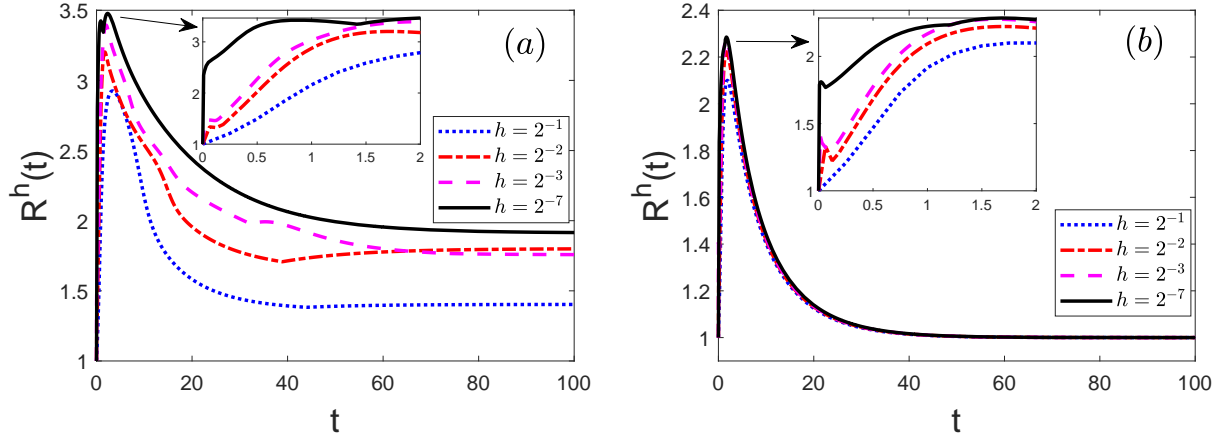 (a)
R^h(t)
3.5
3
2.5
2
1.5
1
3
2
1
0 0.5 1 1.5 2
h = 2^{-1}
h = 2^{-2}
h = 2^{-3}
h = 2^{-7}
0 20 40 60 80 100
t
(b)
R^h(t)
2.4
2.2
2
1.8
1.6
1.4
1.2
1
2
1.5
1
0 0.5 1 1.5 2
h = 2^{-1}
h = 2^{-2}
h = 2^{-3}
h = 2^{-7}
0 20 40 60 80 100
t